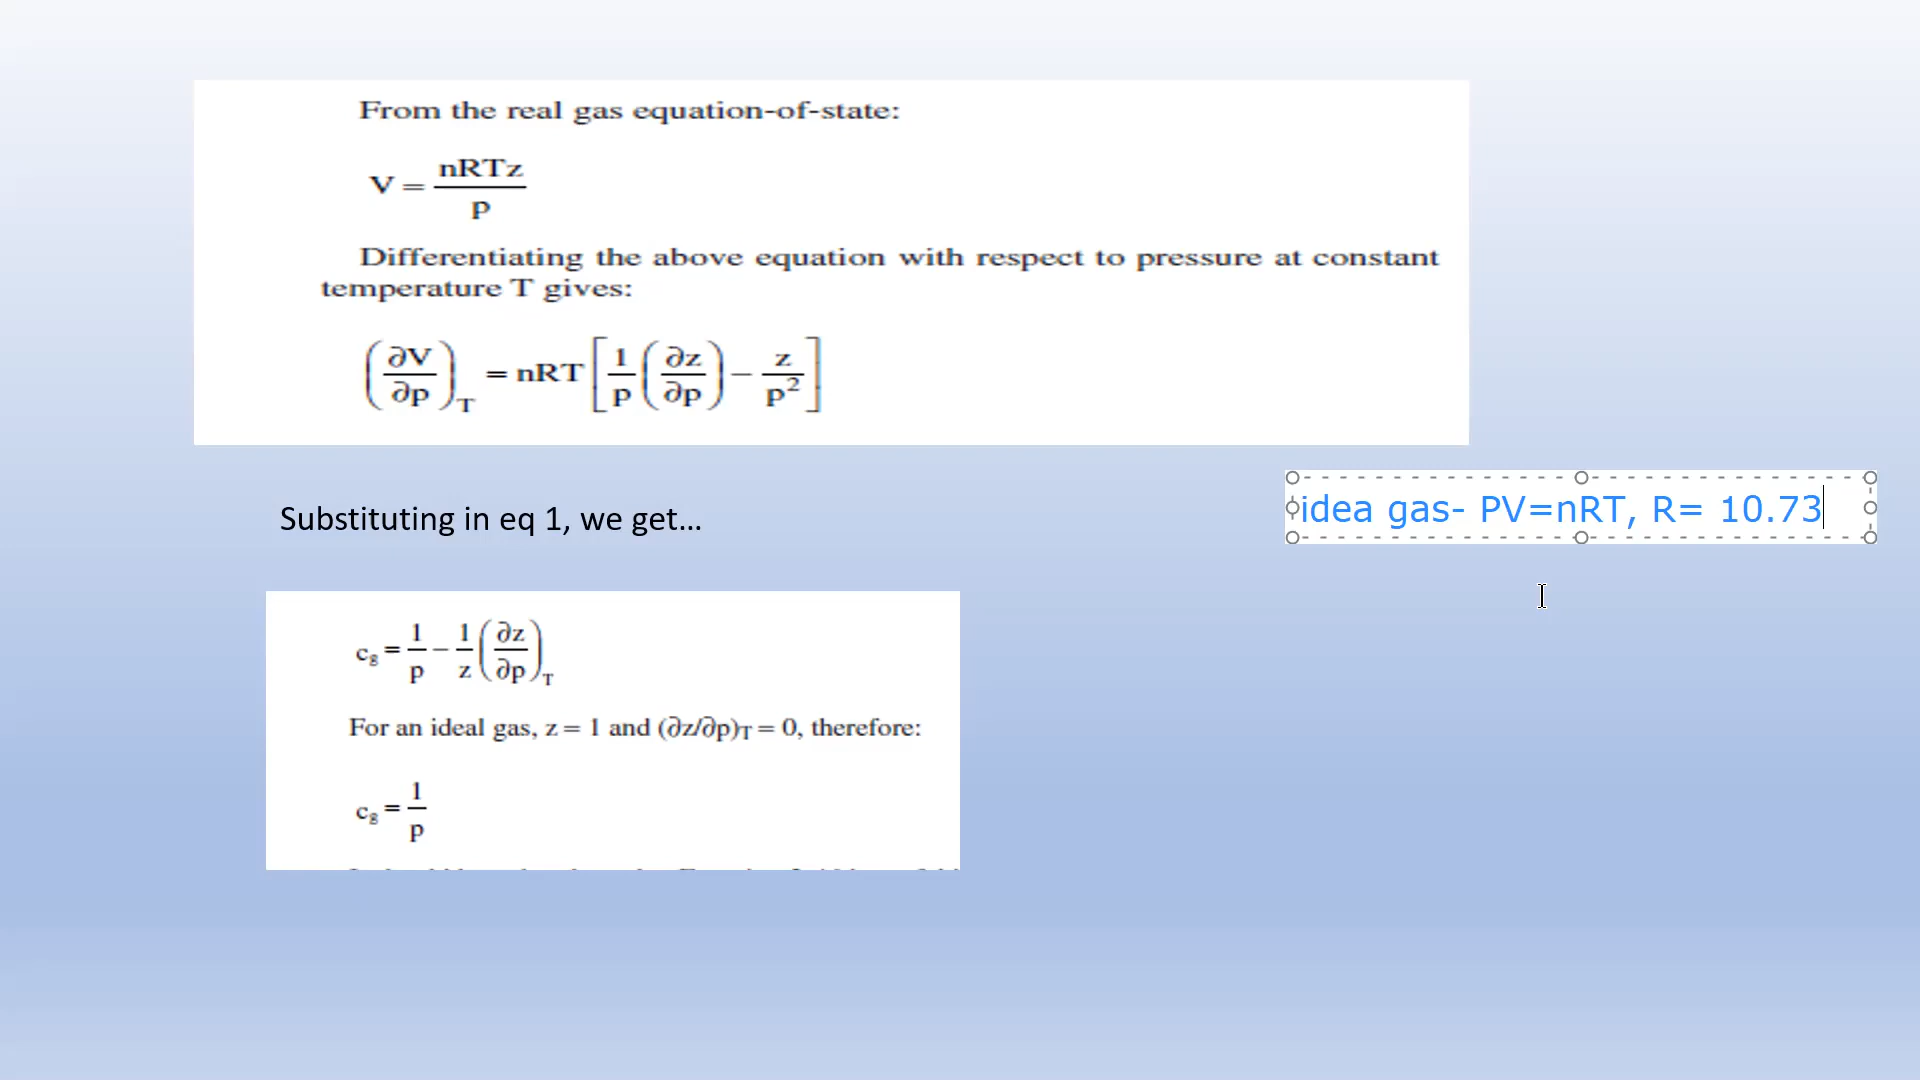 From the real gas equation-of-state:
V = nRTz / p
Differentiating the above equation with respect to pressure at constant
temperature T gives:
(∂V/∂p)T = nRT [1/p (∂z/∂p) − z/p²]
Substituting in eq 1, we get...
idea gas- PV=nRT, R= 10.73
cg = 1/p − 1/z (∂z/∂p)T
For an ideal gas, z = 1 and (∂z/∂p)T = 0, therefore:
cg = 1/p